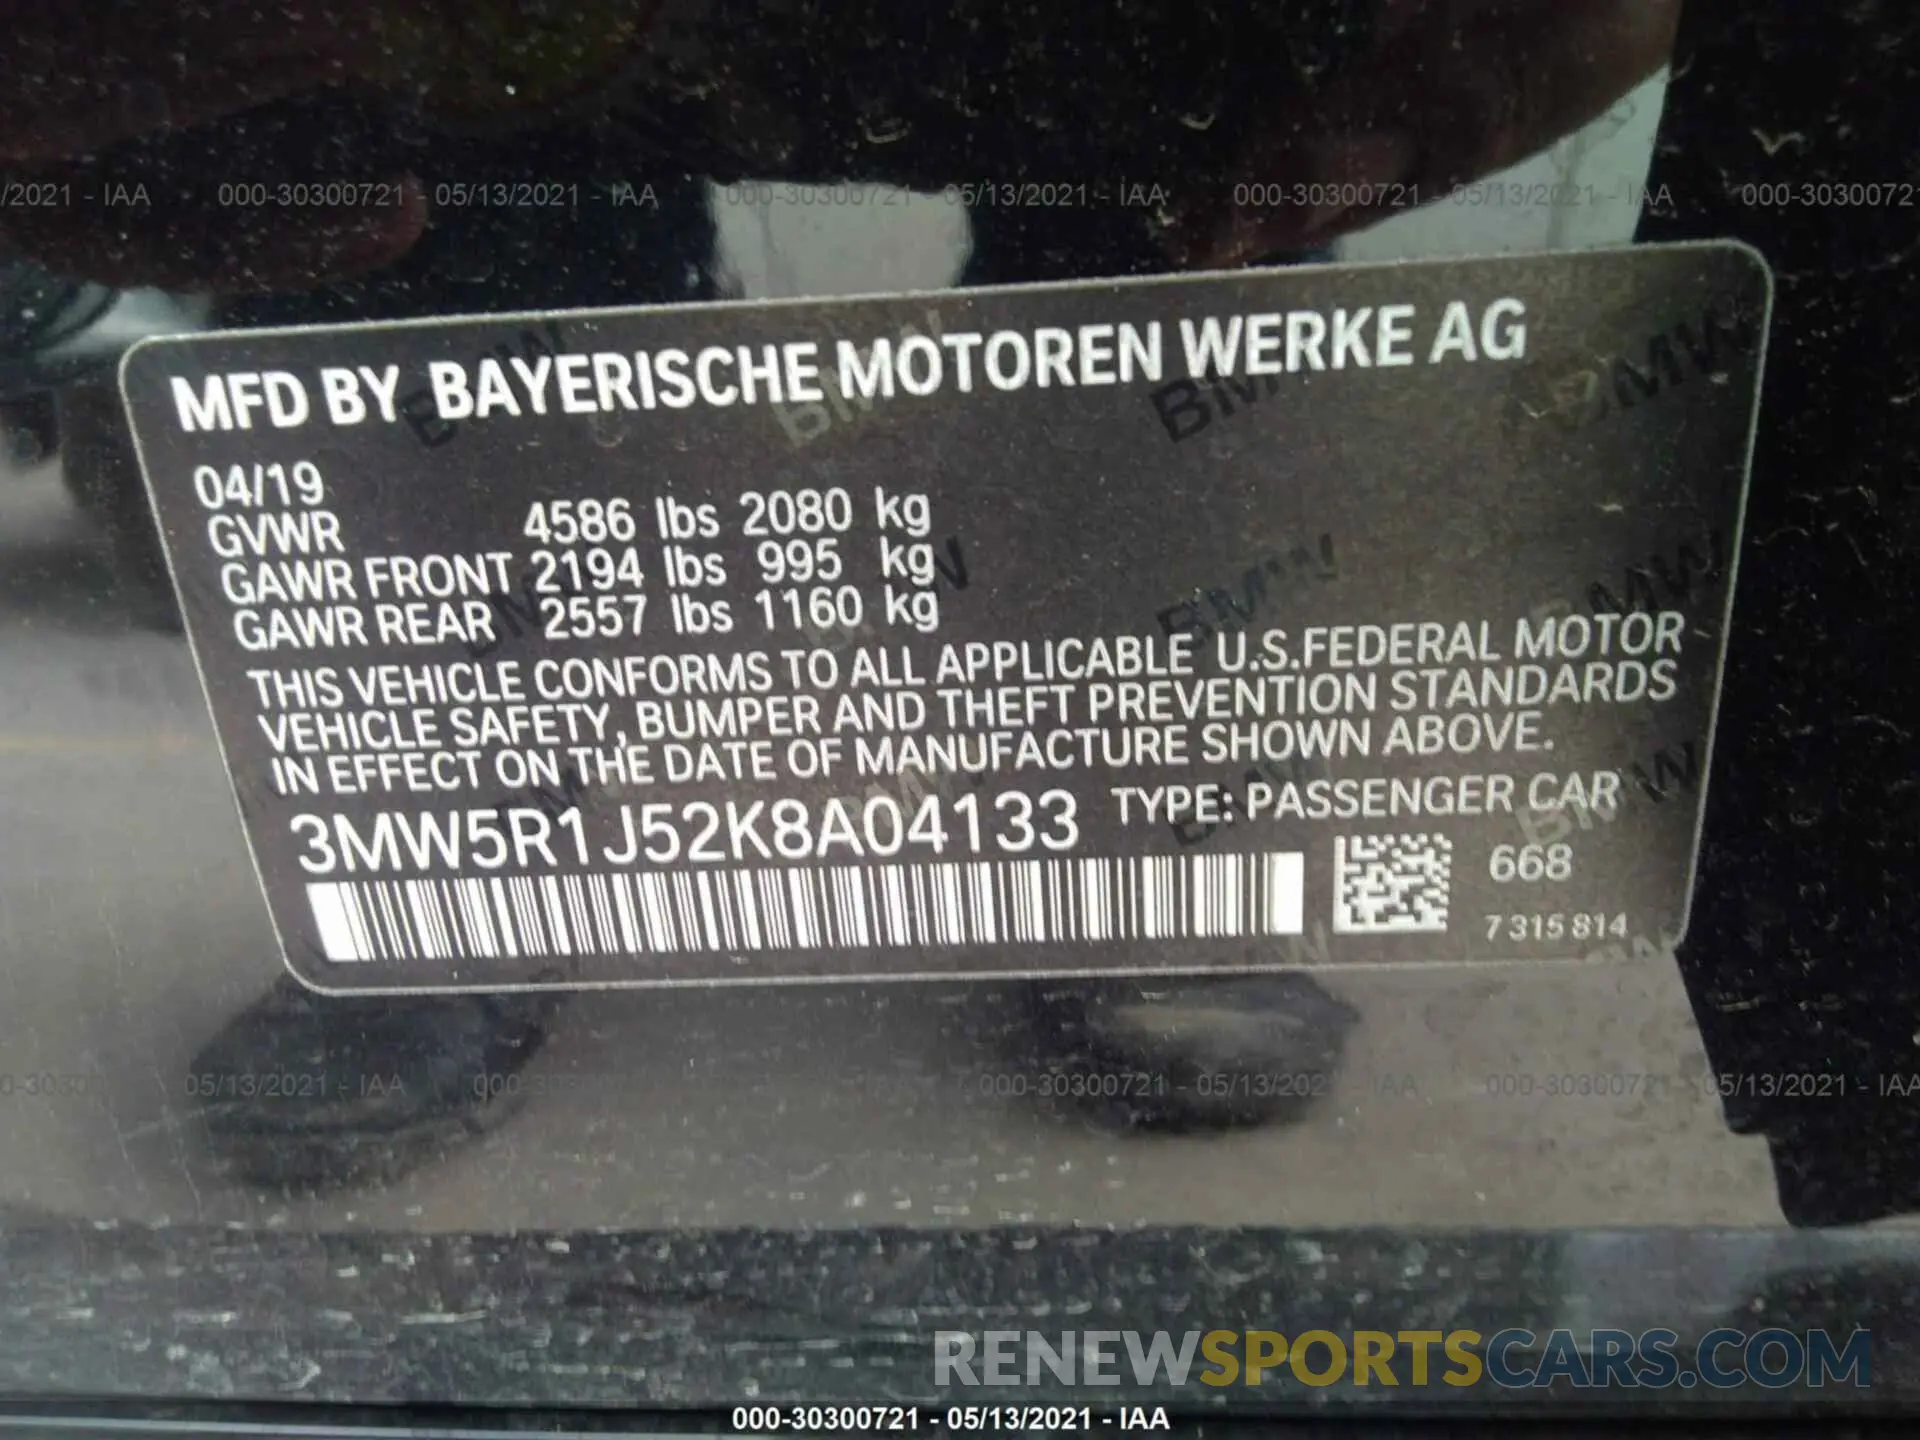 /2021 - IAA 000-30300721 - 05/13/2021 - IAA 000-30300721 - 05/13/2021 - IAA 000-30300721 - 05/13/2021 - IAA 000-3030072
MFD BY BAYERISCHE MOTOREN WERKE AG
04/19
GVWR 4586 lbs 2080 kg
GAWR FRONT 2194 lbs 995 kg
GAWR REAR 2557 lbs 1160 kg
THIS VEHICLE CONFORMS TO ALL APPLICABLE U.S.FEDERAL MOTOR
VEHICLE SAFETY, BUMPER AND THEFT PREVENTION STANDARDS
IN EFFECT ON THE DATE OF MANUFACTURE SHOWN ABOVE.
3MW5R1J52K8A04133 TYPE: PASSENGER CAR
668
7 315 814
05/13/2021 - IAA 000-30300721 - 05/13/2021 - IAA 000-30300721 - 05/13/2021 - IAA
RENEWSPORTSCARS.COM
000-30300721 - 05/13/2021 - IAA